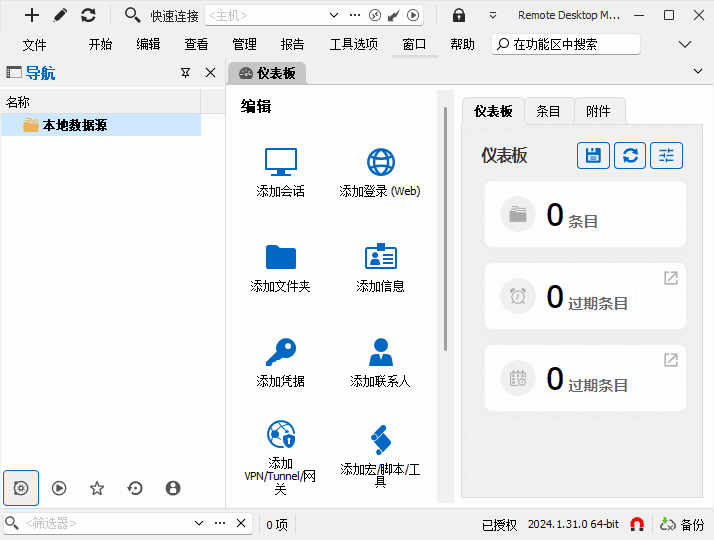 快速连接 <主机> Remote Desktop M...
文件 开始 编辑 查看 管理 报告 工具选项 窗口 帮助 在功能区中搜索
导航
仪表板
名称
本地数据源
编辑
添加会话
添加登录 (Web)
添加文件夹
添加信息
添加凭据
添加联系人
添加
VPN/Tunnel/网
关
添加宏/脚本/工
具
仪表板 条目 附件
仪表板
0 条目
0 过期条目
0 过期条目
<筛选器>
0 项
已授权 2024.1.31.0 64-bit 备份